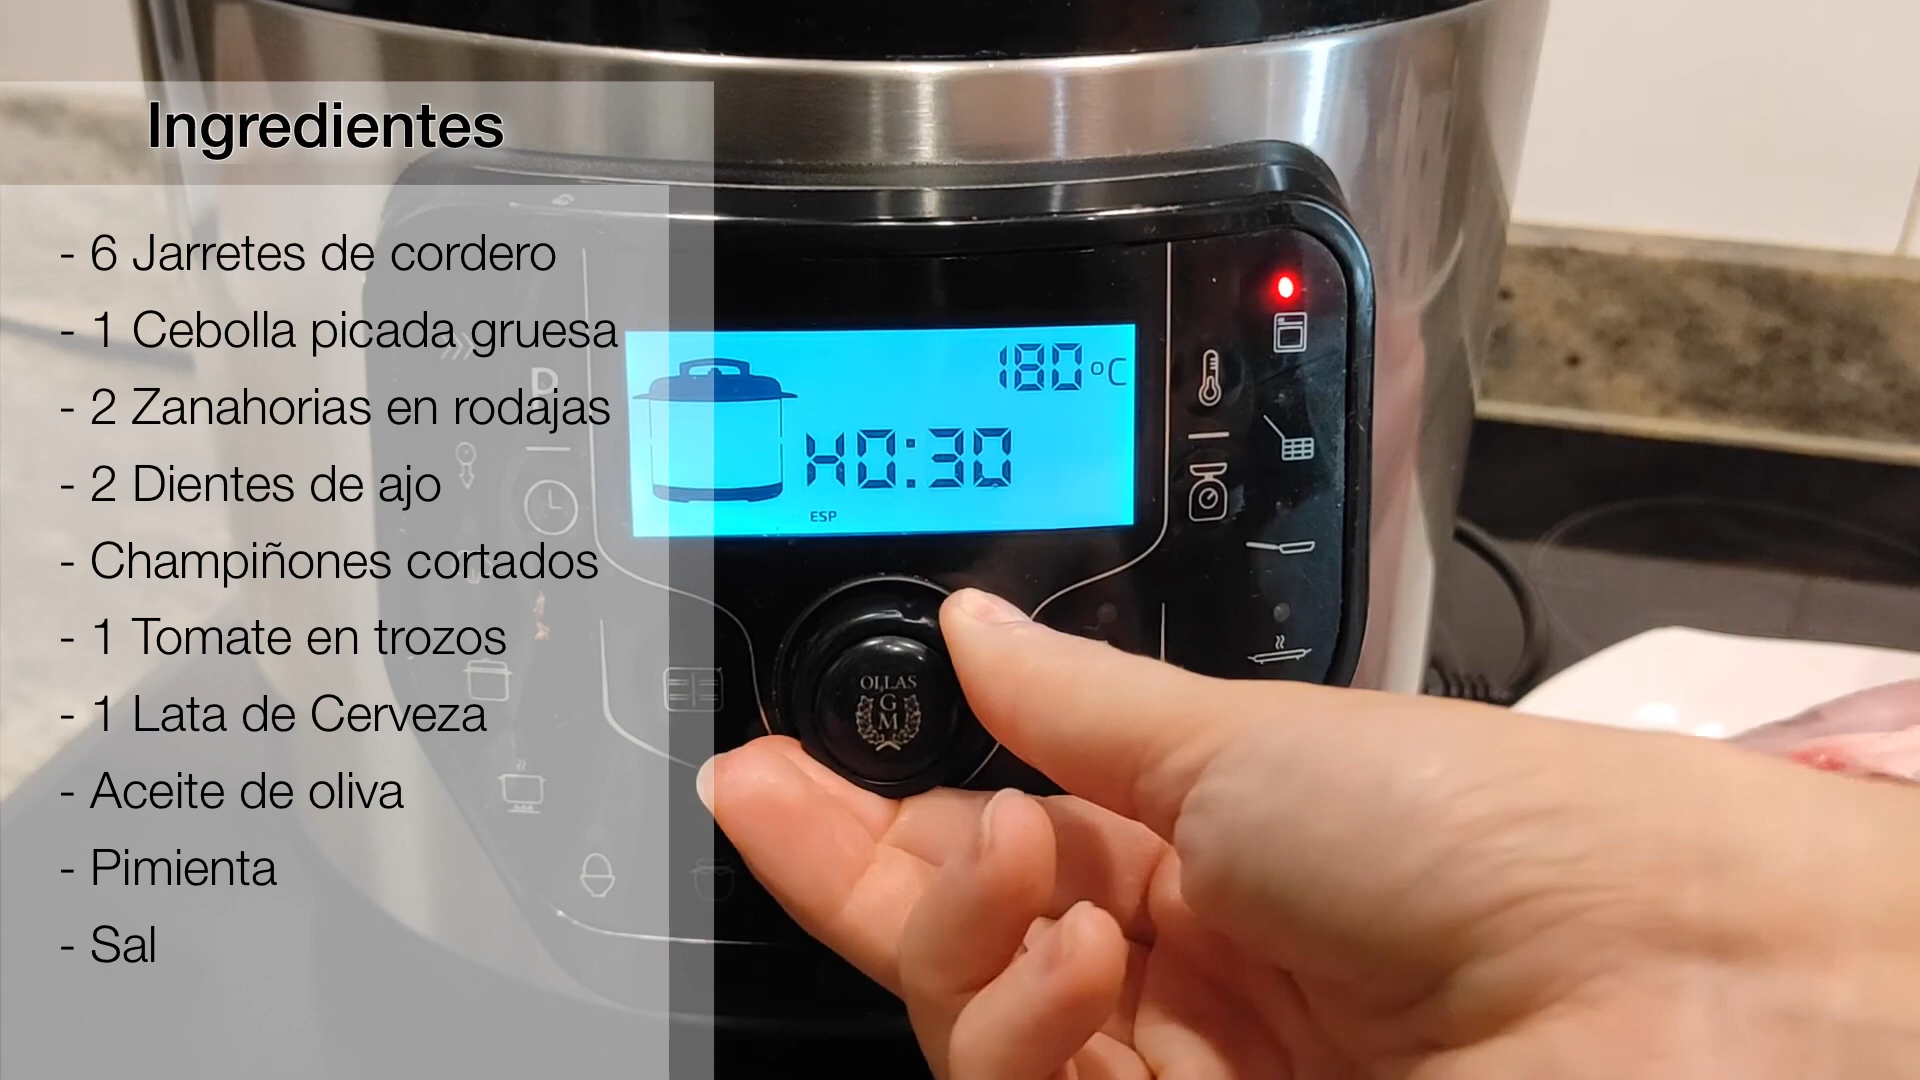 Ingredientes
- 6 Jarretes de cordero
- 1 Cebolla picada gruesa
- 2 Zanahorias en rodajas
- 2 Dientes de ajo
- Champiñones cortados
- 1 Tomate en trozos
- 1 Lata de Cerveza
- Aceite de oliva
- Pimienta
- Sal
180°C
H0:30
ESP
D
OLLAS
G
M